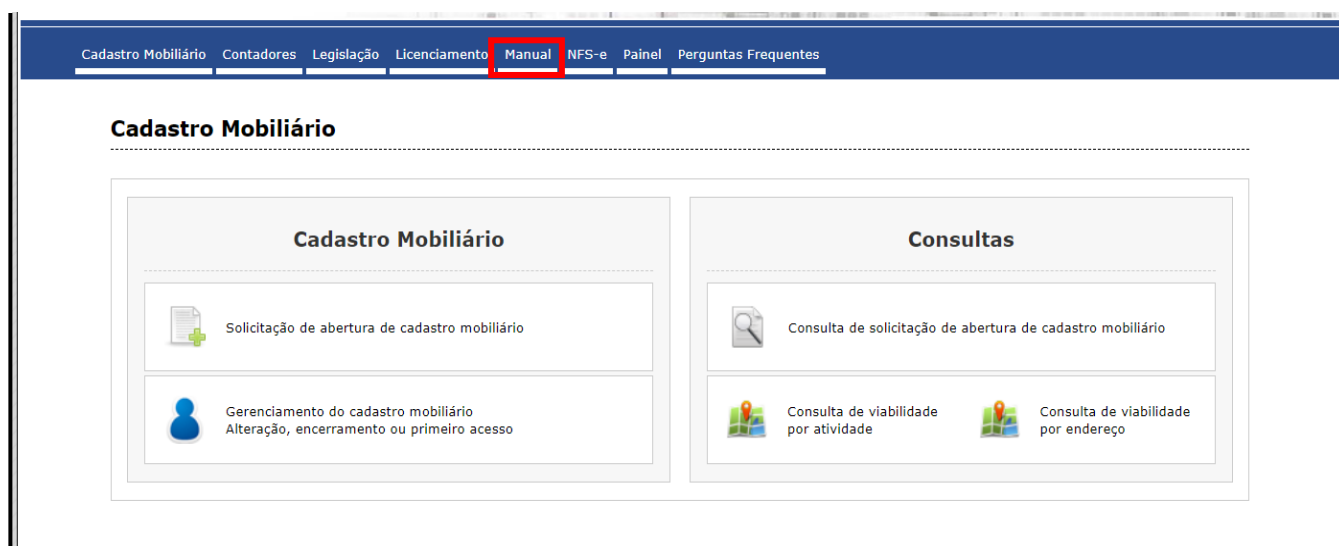 Cadastro Mobiliário Contadores Legislação Licenciamento Manual NFS-e Painel Perguntas Frequentes
Cadastro Mobiliário
Cadastro Mobiliário
Solicitação de abertura de cadastro mobiliário
Gerenciamento do cadastro mobiliário
Alteração, encerramento ou primeiro acesso
Consultas
Consulta de solicitação de abertura de cadastro mobiliário
Consulta de viabilidade
por atividade
Consulta de viabilidade
por endereço